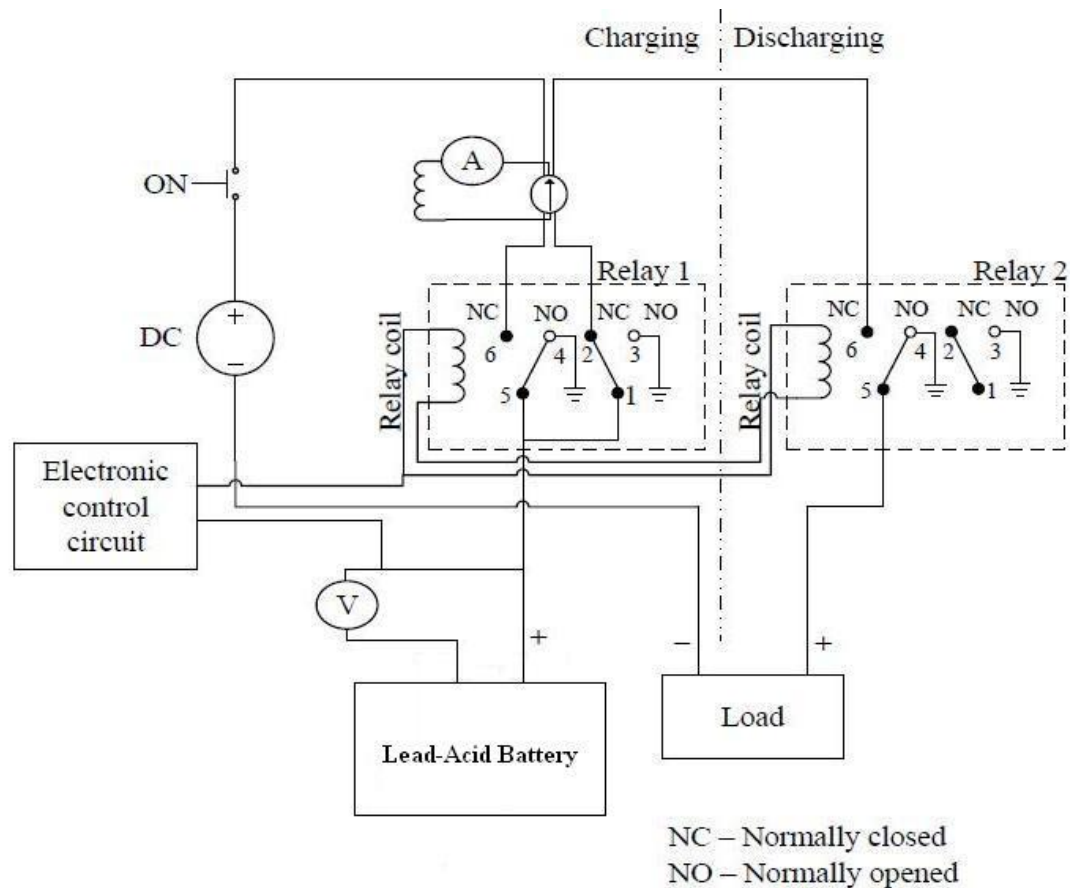 Charging Discharging
A
ON
Relay 1 Relay 2
NC NO NC NO
6 4 2 3
5 1
Relay coil
DC
+
−
NC NO NC NO
6 4 2 3
5 1
Relay coil
Electronic
control
circuit
V
+
− +
Load
Lead-Acid Battery
NC – Normally closed
NO – Normally opened